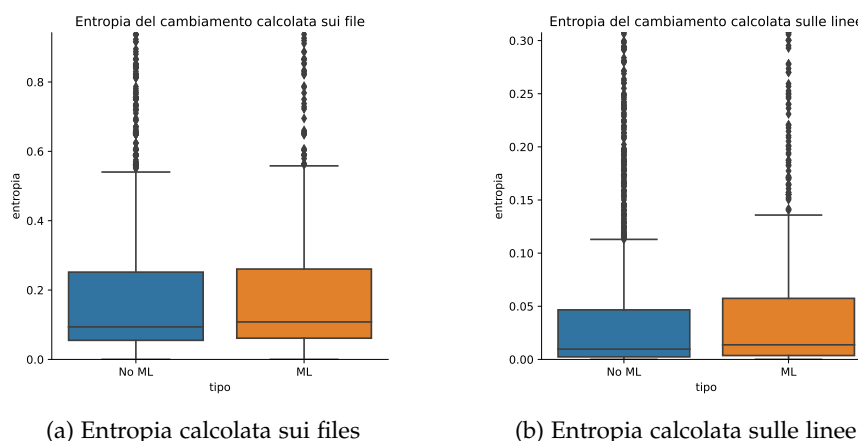 Entropia del cambiamento calcolata sui file
entropia
0.8
0.6
0.4
0.2
0.0
No ML
ML
tipo
(a) Entropia calcolata sui files
Entropia del cambiamento calcolata sulle linee
entropia
0.30
0.25
0.20
0.15
0.10
0.05
0.00
No ML
ML
tipo
(b) Entropia calcolata sulle linee